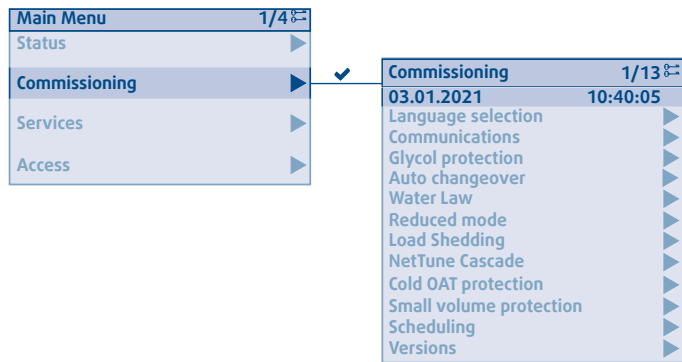 Main Menu 1/4
Status
Commissioning
Services
Access
Commissioning 1/13
03.01.2021 10:40:05
Language selection
Communications
Glycol protection
Auto changeover
Water Law
Reduced mode
Load Shedding
NetTune Cascade
Cold OAT protection
Small volume protection
Scheduling
Versions